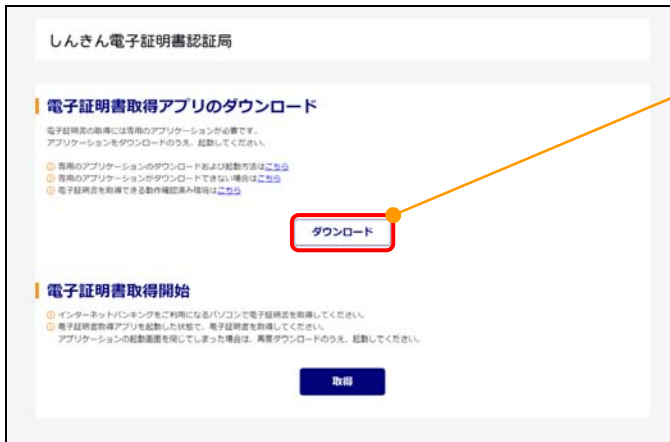 しんきん電子証明書認証局
電子証明書取得アプリのダウンロード
電子証明書の取得には専用のアプリケーションが必要です。
アプリケーションをダウンロードのうえ、起動してください。
専用のアプリケーションのダウンロードおよび起動方法はこちら
専用のアプリケーションがダウンロードできない場合はこちら
電子証明書を取得できる動作確認済み環境はこちら
ダウンロード
電子証明書取得開始
インターネットバンキングをご利用になるパソコンで電子証明書を取得してください。
電子証明書取得アプリを起動した状態で、電子証明書を取得してください。
アプリケーションの起動画面を閉じてしまった場合は、再度ダウンロードのうえ、起動してください。
取得